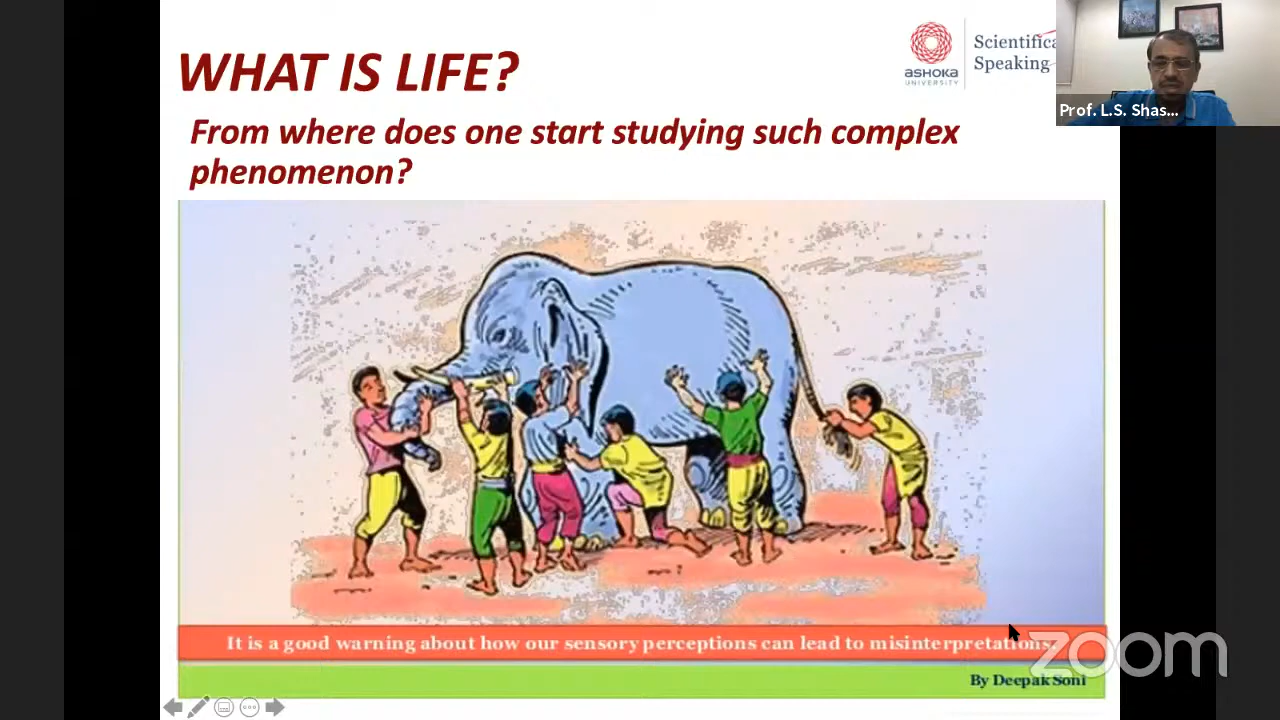 WHAT IS LIFE?
From where does one start studying such complex
phenomenon?
ASHOKA
UNIVERSITY
Scientifica
Speaking
Prof. L.S. Shas...
It is a good warning about how our sensory perceptions can lead to misinterpretations.
zoom
By Deepak Soni